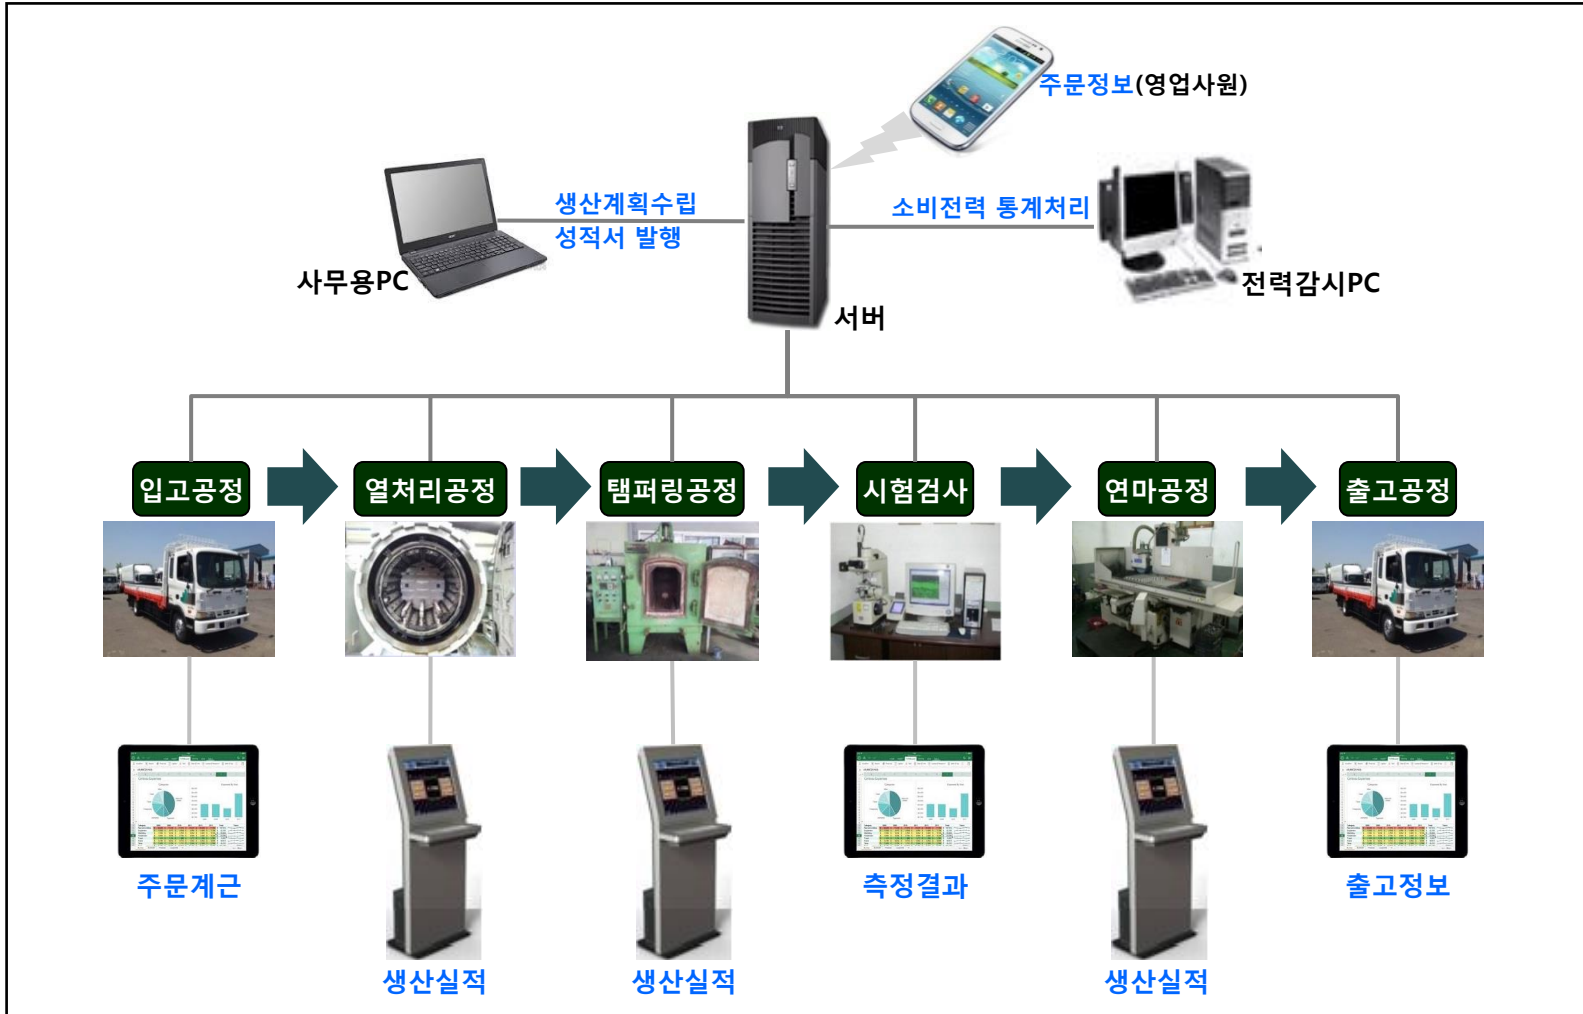 주문정보(영업사원)
생산계획수립
성적서 발행
소비전력 통계처리
사무용PC
전력감시PC
서버
입고공정
열처리공정
탬퍼링공정
시험검사
연마공정
출고공정
주문계근
측정결과
출고정보
생산실적
생산실적
생산실적